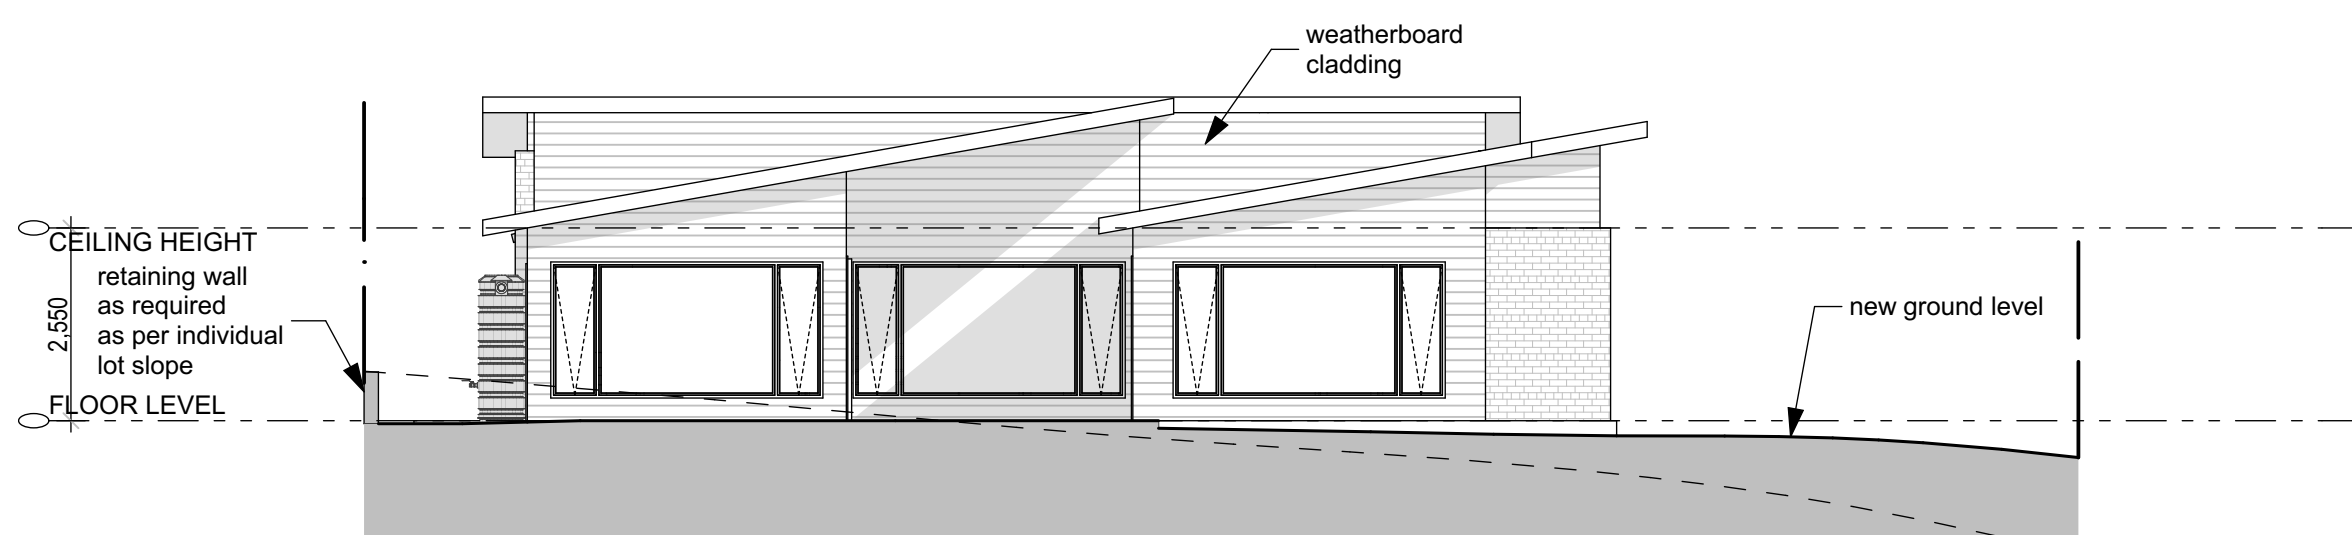 weatherboard
cladding
CEILING HEIGHT
retaining wall
as required
as per individual
lot slope
2,550
new ground level
FLOOR LEVEL